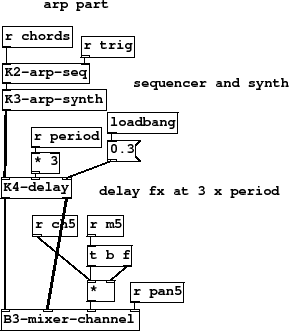 arp part
r chords
r trig
K2-arp-seq
sequencer and synth
K3-arp-synth
loadbang
r period
0.3
* 3
K4-delay
delay fx at 3 x period
r ch5
r m5
t b f
*
r pan5
B3-mixer-channel